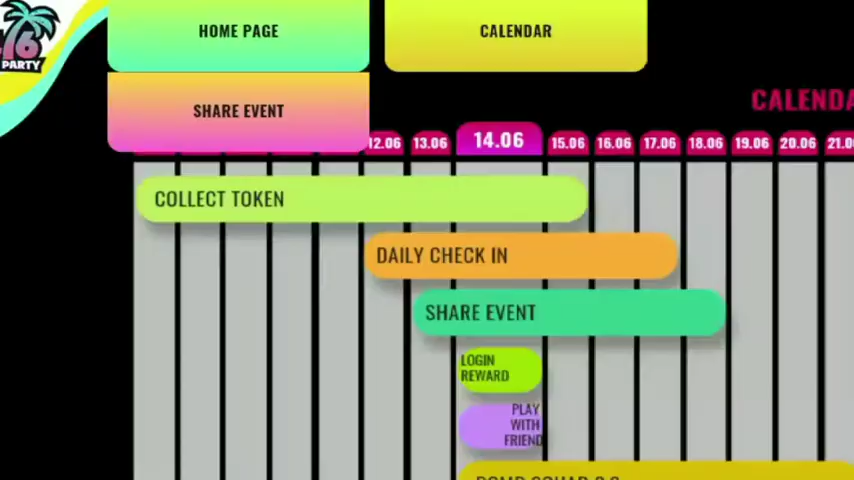 HOME PAGE
CALENDAR
16
PARTY
SHARE EVENT
12.06
13.06
14.06
15.06
16.06
17.06
18.06
19.06
20.06
21.0
COLLECT TOKEN
DAILY CHECK IN
SHARE EVENT
LOGIN
REWARD
PLAY
WITH
FRIEND